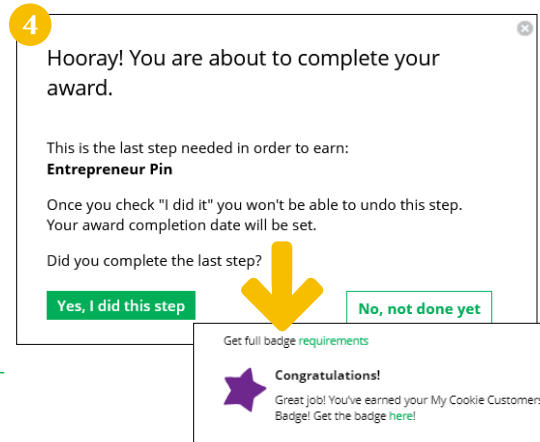 4
Hooray! You are about to complete your
award.
This is the last step needed in order to earn:
Entrepreneur Pin
Once you check "I did it" you won't be able to undo this step.
Your award completion date will be set.
Did you complete the last step?
Yes, I did this step
No, not done yet
Get full badge requirements
Congratulations!
Great job! You've earned your My Cookie Customers
Badge! Get the badge here!